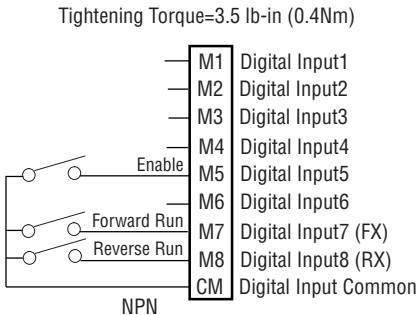 Tightening Torque=3.5 lb-in (0.4Nm)
M1 Digital Input1
M2 Digital Input2
M3 Digital Input3
M4 Digital Input4
Enable M5 Digital Input5
M6 Digital Input6
Forward Run M7 Digital Input7 (FX)
Reverse Run M8 Digital Input8 (RX)
CM Digital Input Common
NPN